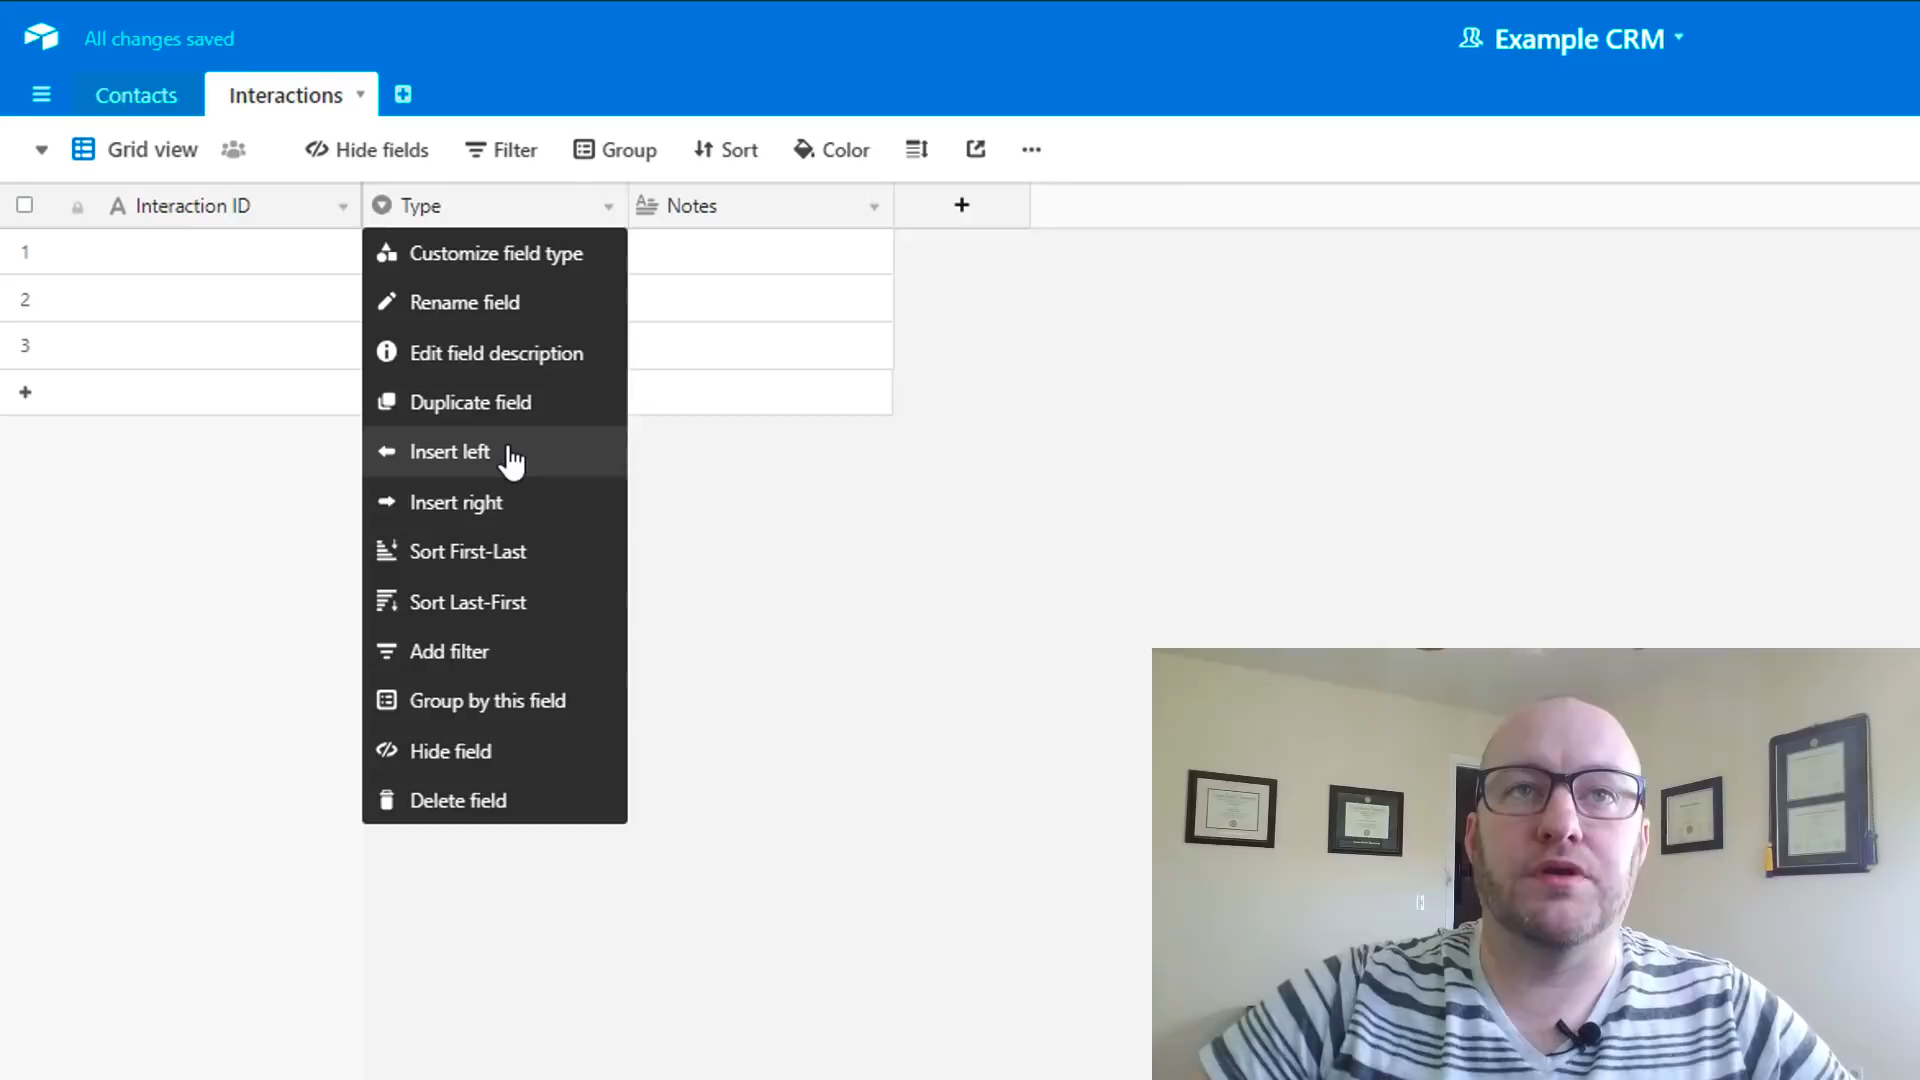 All changes saved
Example CRM
Contacts
Interactions
Grid view
Hide fields
Filter
Group
Sort
Color
Interaction ID
Type
Notes
1
2
3
Customize field type
Rename field
Edit field description
Duplicate field
Insert left
Insert right
Sort First-Last
Sort Last-First
Add filter
Group by this field
Hide field
Delete field